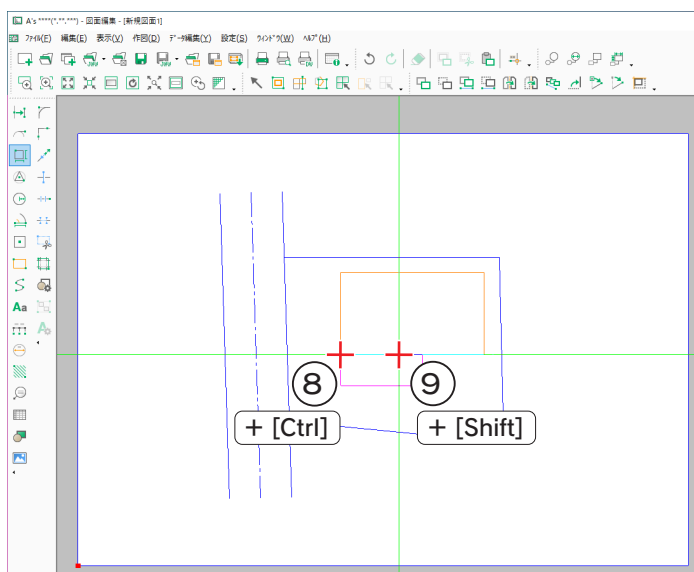 A's ****(*.**.***) - 図面編集 - [新規図面1]
ﾌｧｲﾙ(F) 編集(E) 表示(V) 作図(D) ﾃﾞｰﾀ編集(Y) 設定(S) ｳｨﾝﾄﾞｳ(W) ﾍﾙﾌﾟ(H)
Aa
8 9
+ [Ctrl] + [Shift]